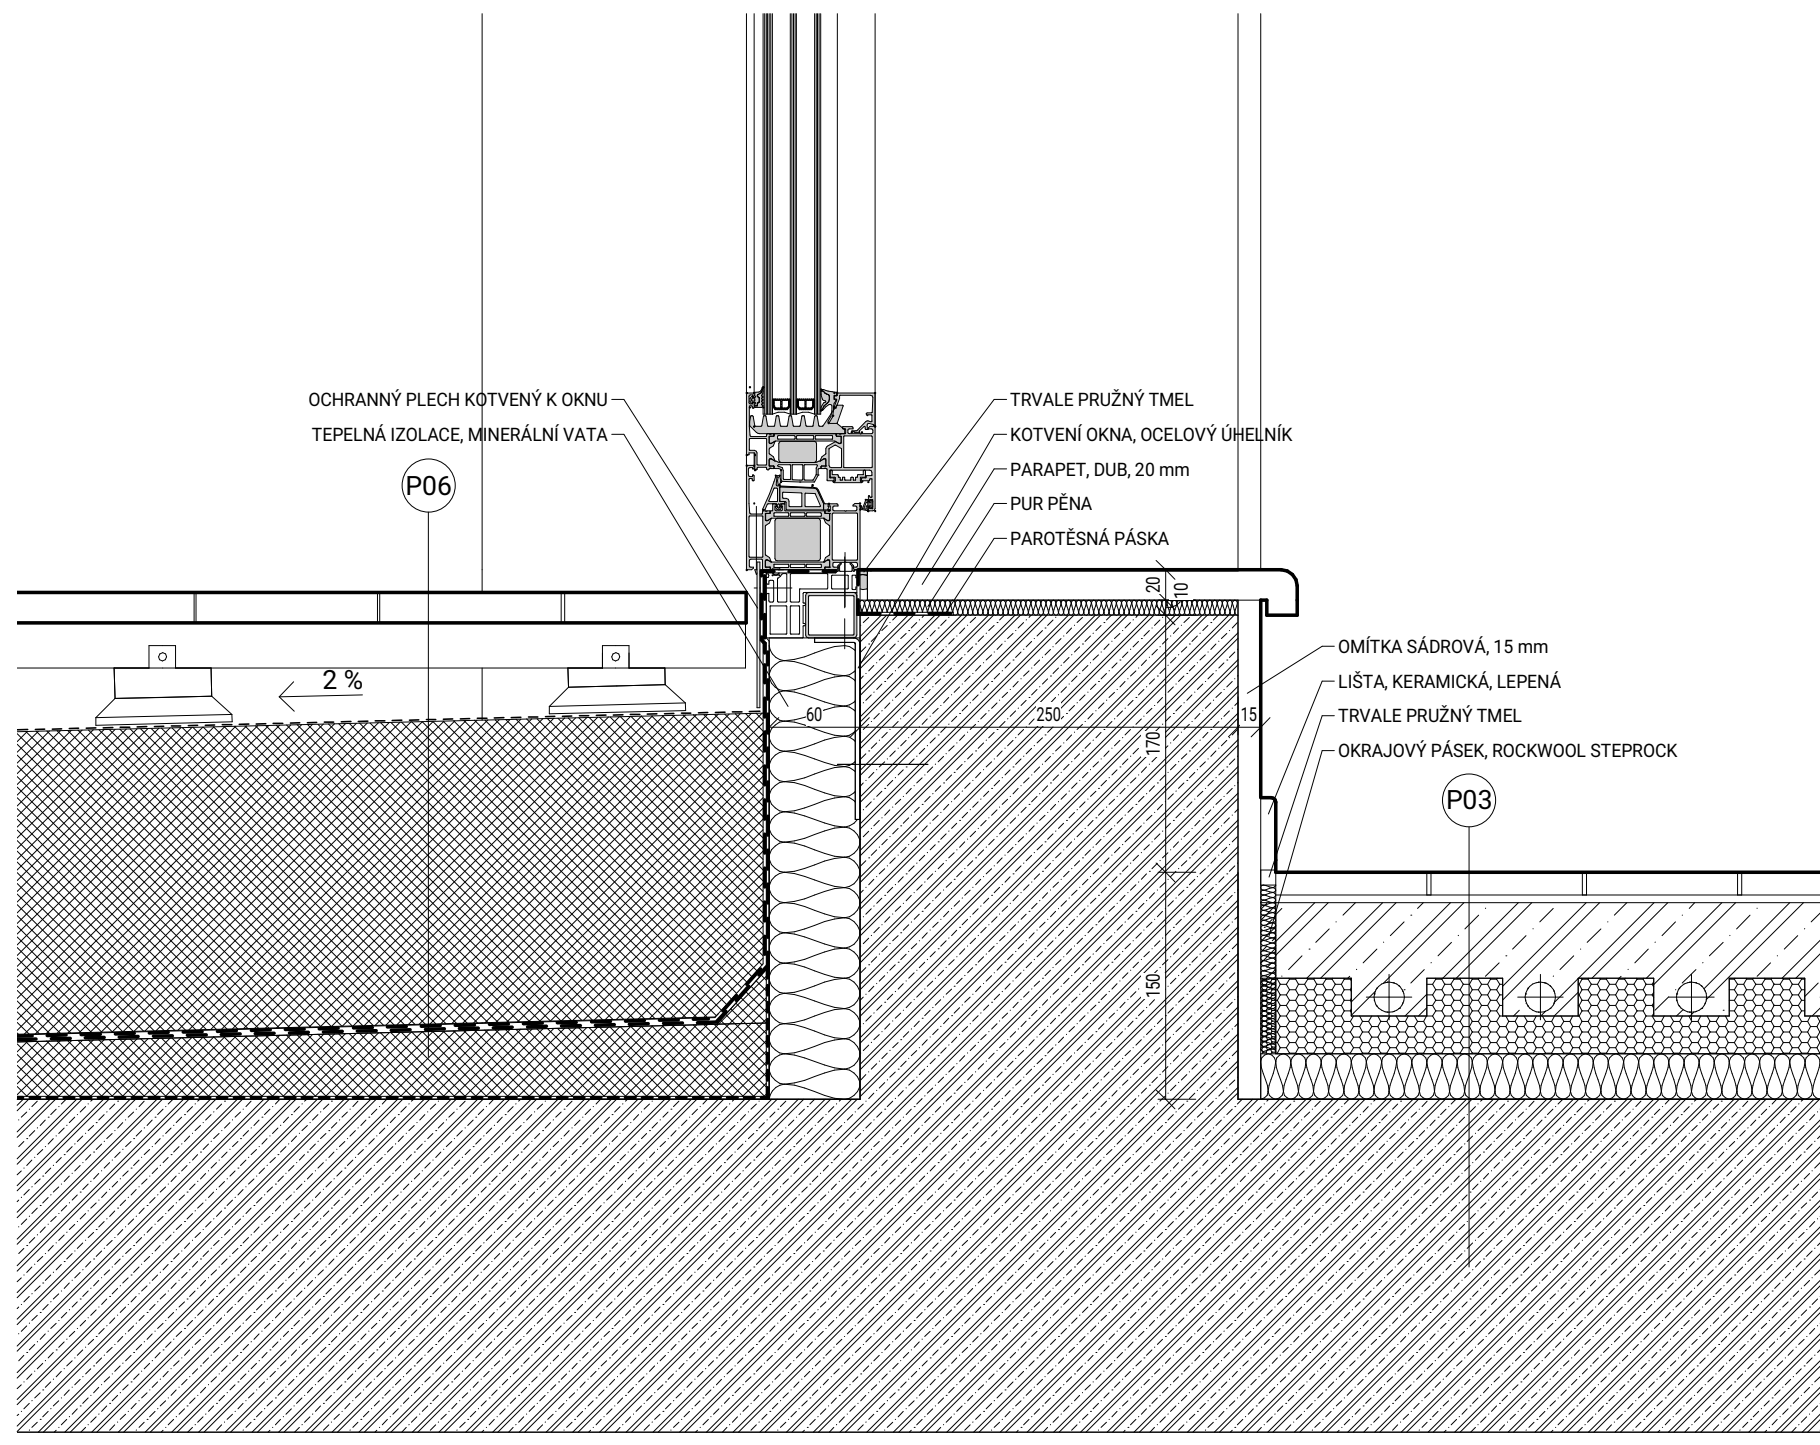 OCHRANNÝ PLECH KOTVENÝ K OKNU
TEPELNÁ IZOLACE, MINERÁLNÍ VATA
P06
TRVALE PRUŽNÝ TMEL
KOTVENÍ OKNA, OCELOVÝ ÚHELNÍK
PARAPET, DUB, 20 mm
PUR PĚNA
PAROTĚSNÁ PÁSKA
20
10
2 %
OMÍTKA SÁDROVÁ, 15 mm
LIŠTA, KERAMICKÁ, LEPENÁ
TRVALE PRUŽNÝ TMEL
OKRAJOVÝ PÁSEK, ROCKWOOL STEPROCK
60
250
15
170
P03
150